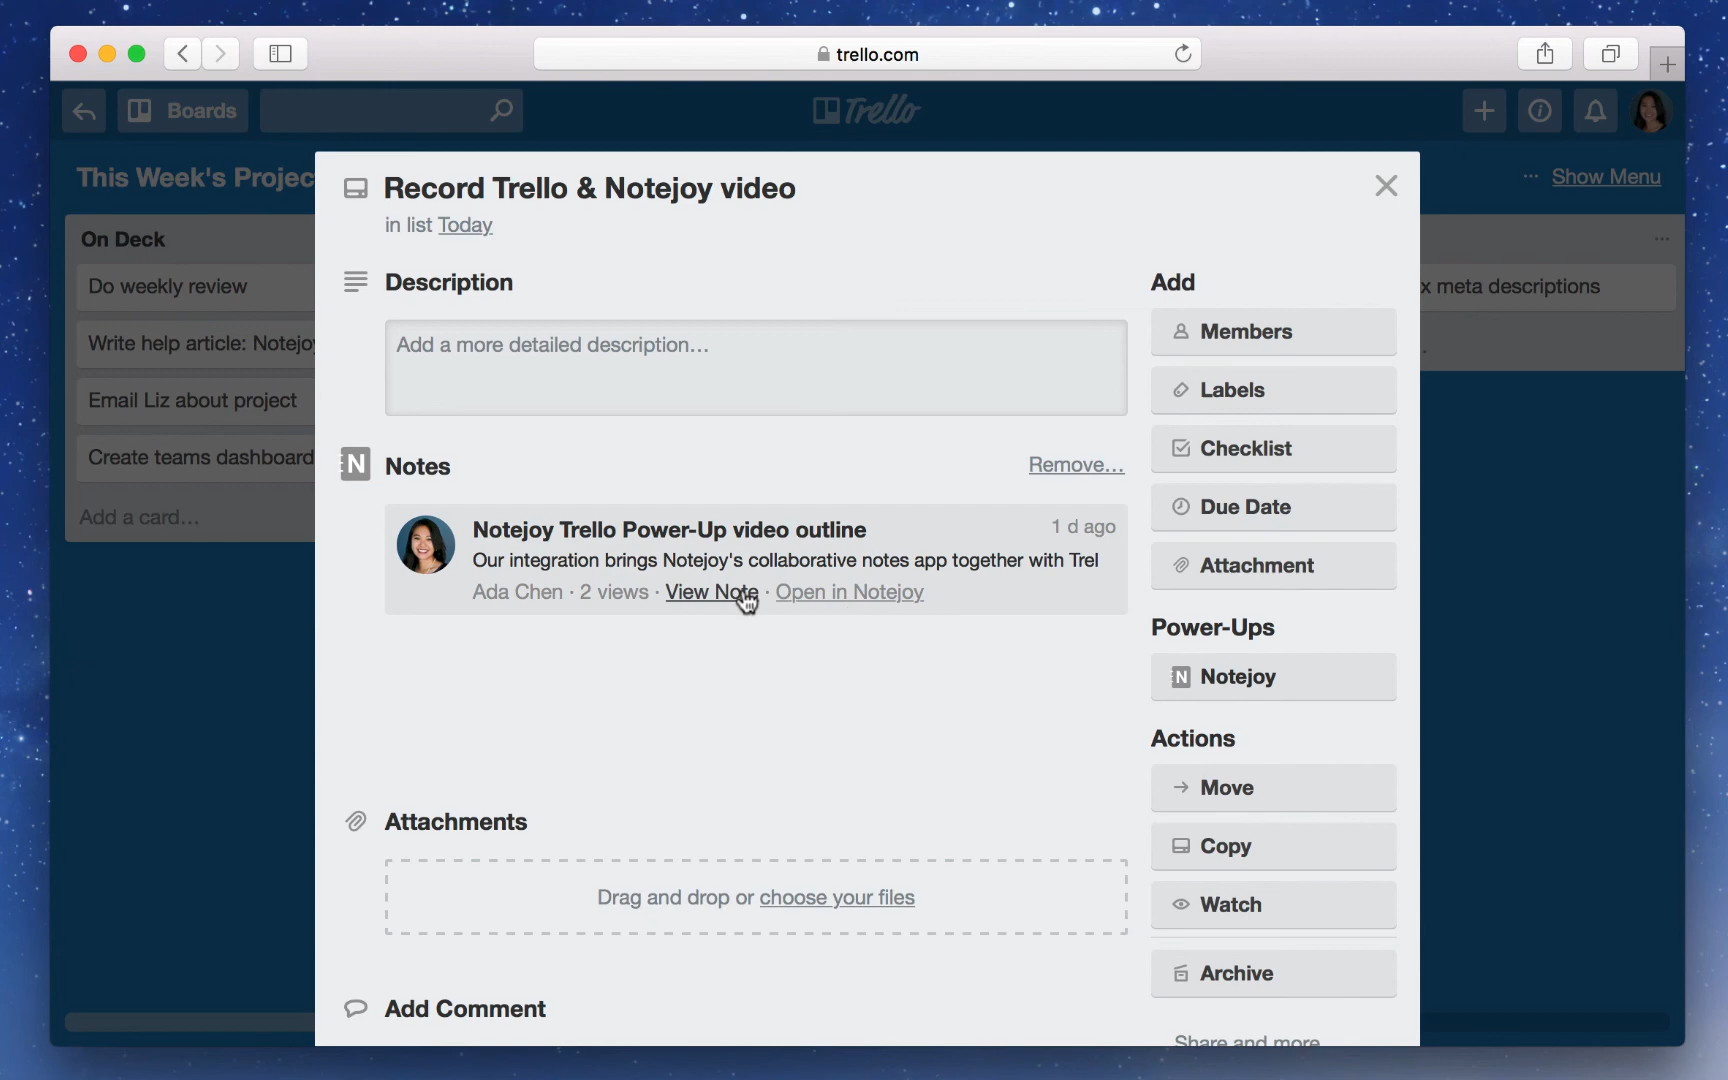 trello.com
Boards
Trello
This Week's Projec
Show Menu
On Deck
Do weekly review
Write help article: Notejoy
Email Liz about project
Create teams dashboard
Add a card…
Record Trello & Notejoy video
in list Today
Description
Add a more detailed description…
N Notes
Remove…
Notejoy Trello Power-Up video outline
1 d ago
Our integration brings Notejoy's collaborative notes app together with Trel
Ada Chen · 2 views · View Note · Open in Notejoy
Attachments
Drag and drop or choose your files
Add Comment
Add
Members
Labels
Checklist
Due Date
Attachment
Power-Ups
N Notejoy
Actions
Move
Copy
Watch
Archive
Share and more
x meta descriptions